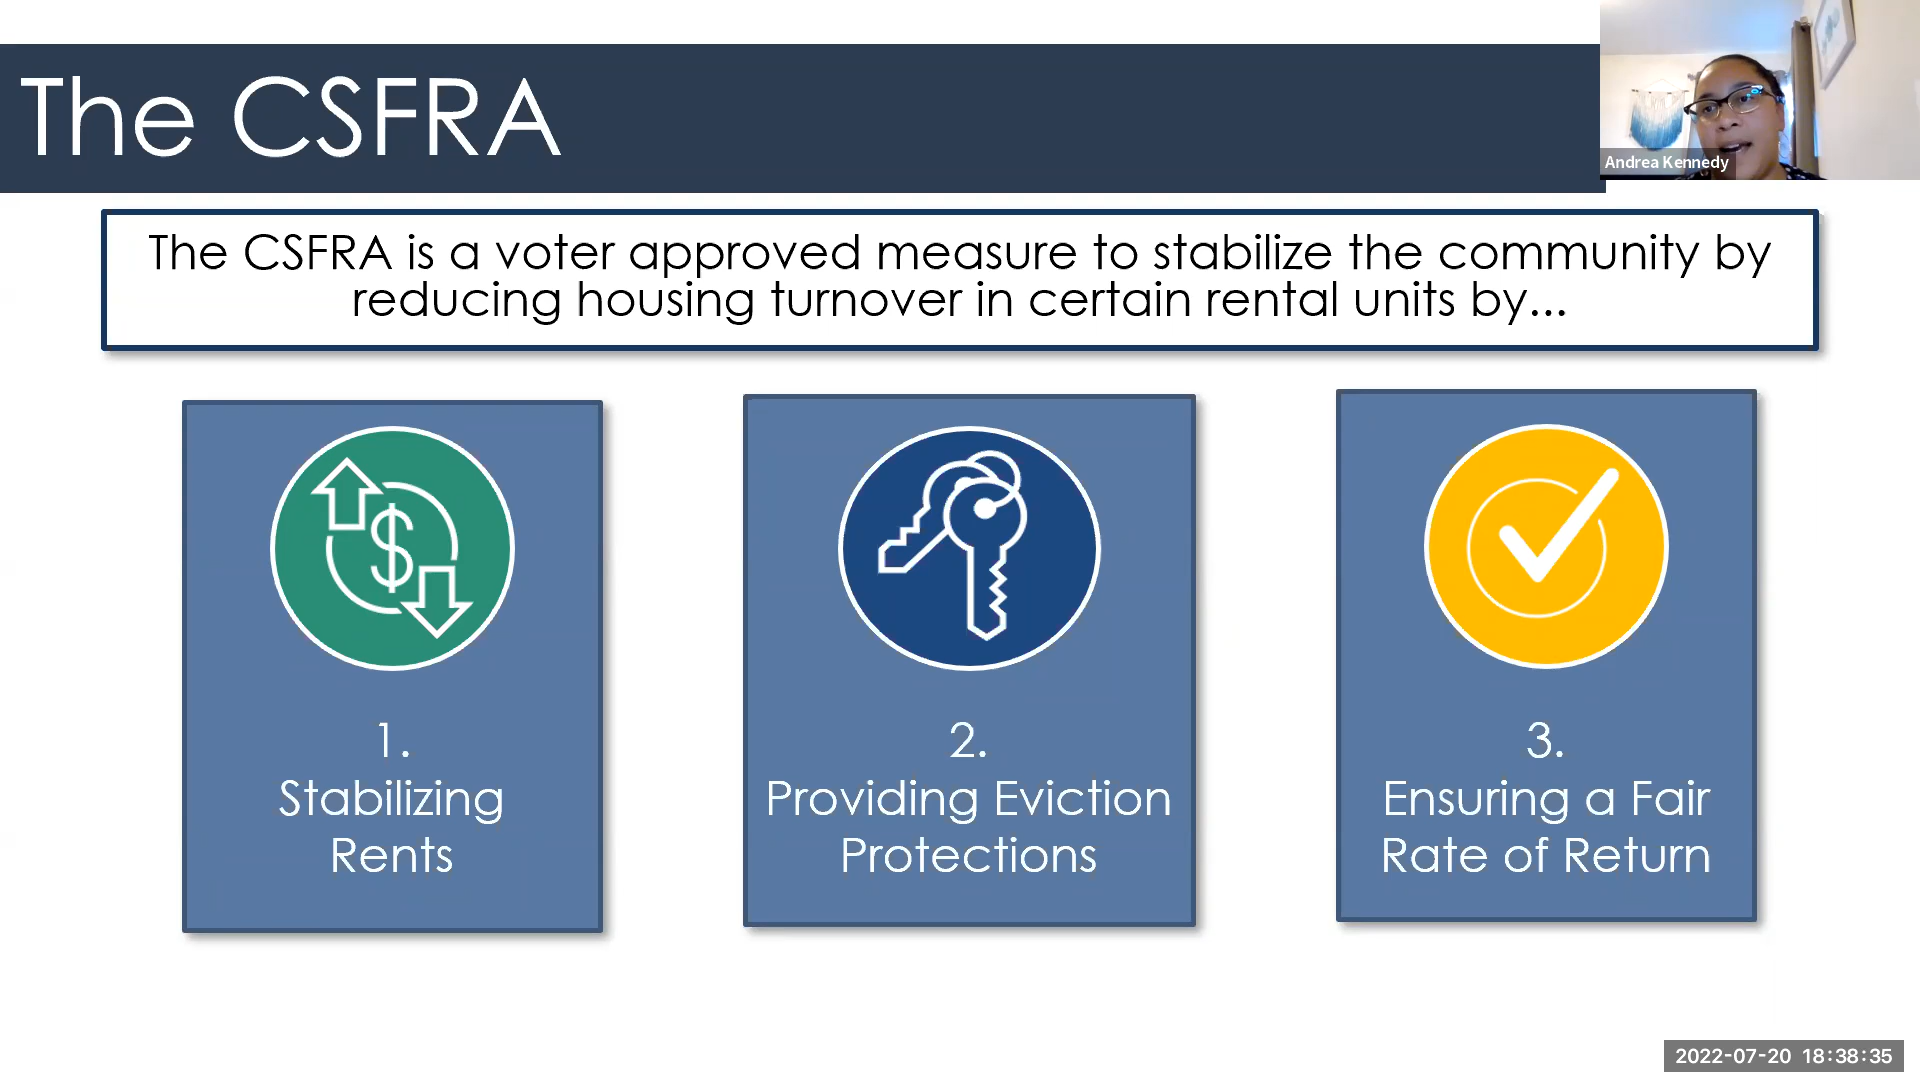 The CSFRA
Andrea Kennedy
The CSFRA is a voter approved measure to stabilize the community by
reducing housing turnover in certain rental units by...
$
1.
Stabilizing
Rents
2.
Providing Eviction
Protections
3.
Ensuring a Fair
Rate of Return
2022-07-20 18:38:35